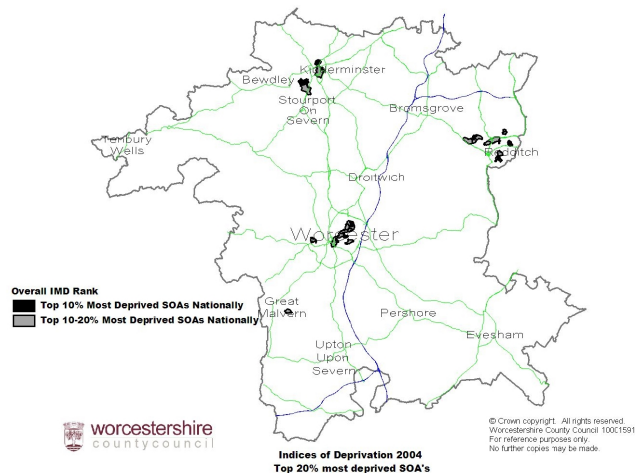 Kidderminster
Bewdley
Stourport
On
Severn
Bromsgrove
Tenbury
Wells
Redditch
Droitwich
Worcester
Overall IMD Rank
Top 10% Most Deprived SOAs Nationally
Top 10-20% Most Deprived SOAs Nationally
Great
Malvern
Pershore
Evesham
Upton
Upon
Severn
worcestershire
countycouncil
© Crown copyright. All rights reserved.
Worcestershire County Council 100C1591
For reference purposes only.
No further copies may be made.
Indices of Deprivation 2004
Top 20% most deprived SOA's